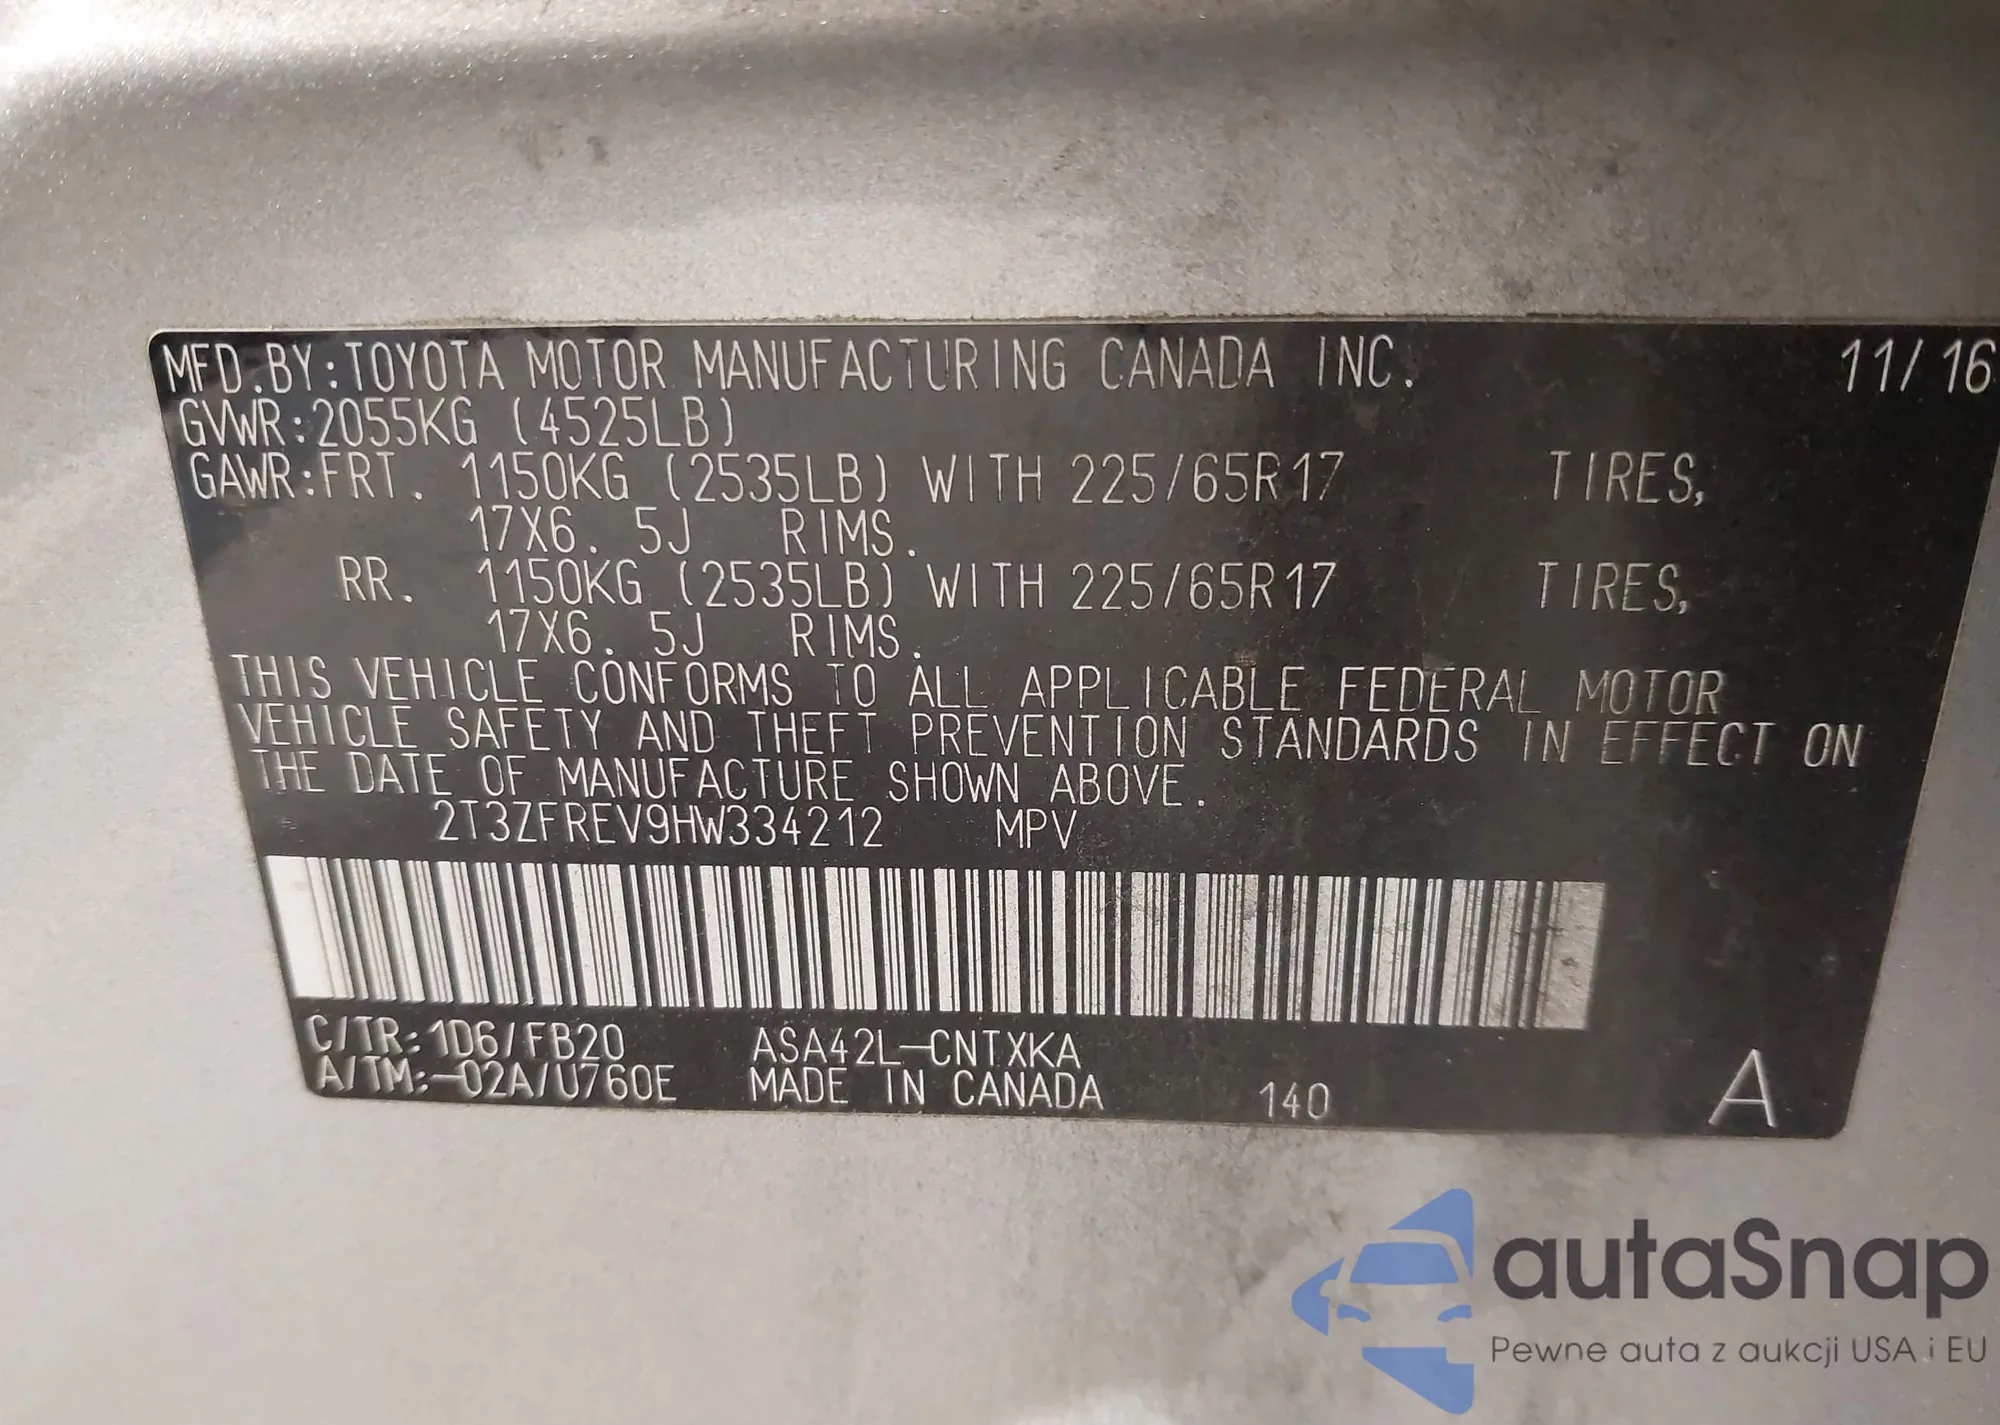 MFD.BY:TOYOTA MOTOR MANUFACTURING CANADA INC. 11/16
GVWR:2055KG (4525LB)
GAWR:FRT. 1150KG (2535LB) WITH 225/65R17 TIRES,
17X6.5J RIMS.
RR. 1150KG (2535LB) WITH 225/65R17 TIRES,
17X6.5J RIMS.
THIS VEHICLE CONFORMS TO ALL APPLICABLE FEDERAL MOTOR
VEHICLE SAFETY AND THEFT PREVENTION STANDARDS IN EFFECT ON
THE DATE OF MANUFACTURE SHOWN ABOVE.
2T3ZFREV9HW334212 MPV
C/TR:1D6/FB20 ASA42L-CNTXKA
A/TM:-02A/U760E MADE IN CANADA 140 A
autaSnap
Pewne auta z aukcji USA i EU